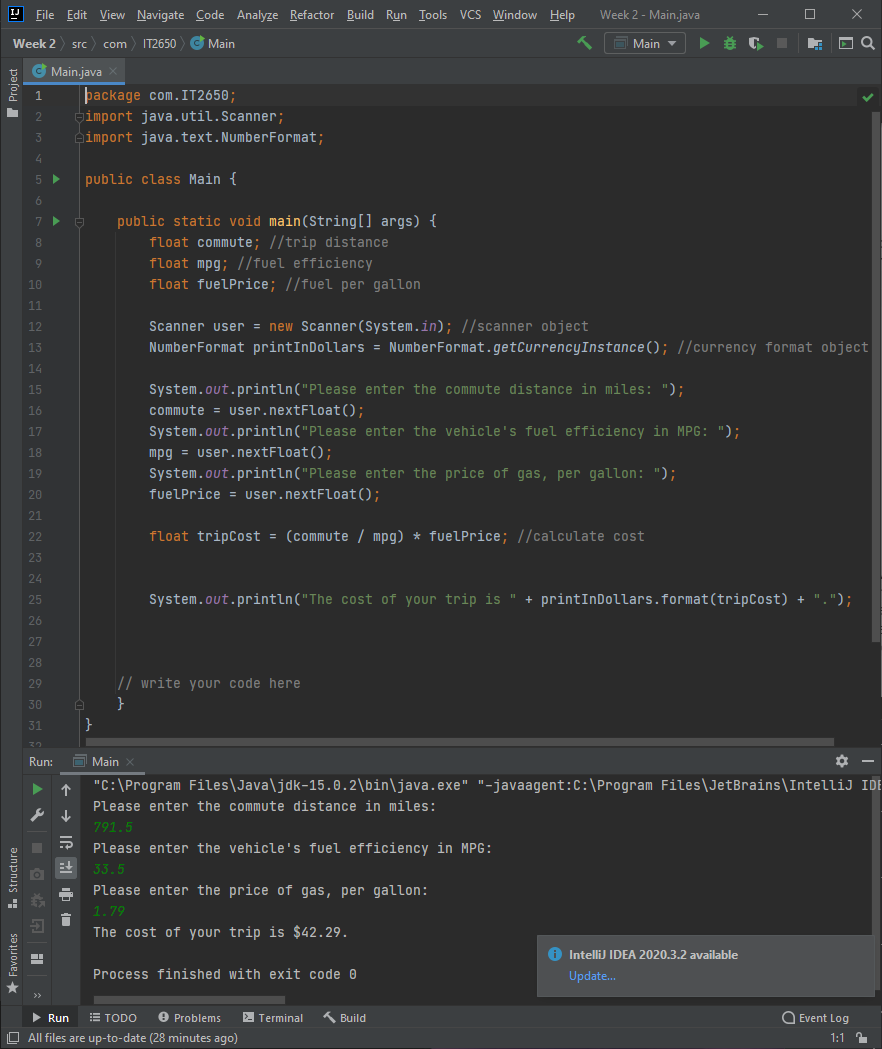 File Edit View Navigate Code Analyze Refactor Build Run Tools VCS Window Help Week 2 - Main.java
Week 2 src com IT2650 Main Main
Project
Main.java
1 package com.IT2650;
2 import java.util.Scanner;
3 import java.text.NumberFormat;
4
5 public class Main {
6
7 public static void main(String[] args) {
8 float commute; //trip distance
9 float mpg; //fuel efficiency
10 float fuelPrice; //fuel per gallon
11
12 Scanner user = new Scanner(System.in); //scanner object
13 NumberFormat printInDollars = NumberFormat.getCurrencyInstance(); //currency format object
14
15 System.out.println("Please enter the commute distance in miles: ");
16 commute = user.nextFloat();
17 System.out.println("Please enter the vehicle's fuel efficiency in MPG: ");
18 mpg = user.nextFloat();
19 System.out.println("Please enter the price of gas, per gallon: ");
20 fuelPrice = user.nextFloat();
21
22 float tripCost = (commute / mpg) * fuelPrice; //calculate cost
23
24
25 System.out.println("The cost of your trip is " + printInDollars.format(tripCost) + ".");
26
27
28
29 // write your code here
30 }
31 }
32
Run: Main
"C:\Program Files\Java\jdk-15.0.2\bin\java.exe" "-javaagent:C:\Program Files\JetBrains\IntelliJ IDE
Please enter the commute distance in miles:
791.5
Please enter the vehicle's fuel efficiency in MPG:
33.5
Please enter the price of gas, per gallon:
1.79
The cost of your trip is $42.29.
Process finished with exit code 0
Structure
Favorites
IntelliJ IDEA 2020.3.2 available
Update...
Run TODO Problems Terminal Build Event Log
All files are up-to-date (28 minutes ago) 1:1